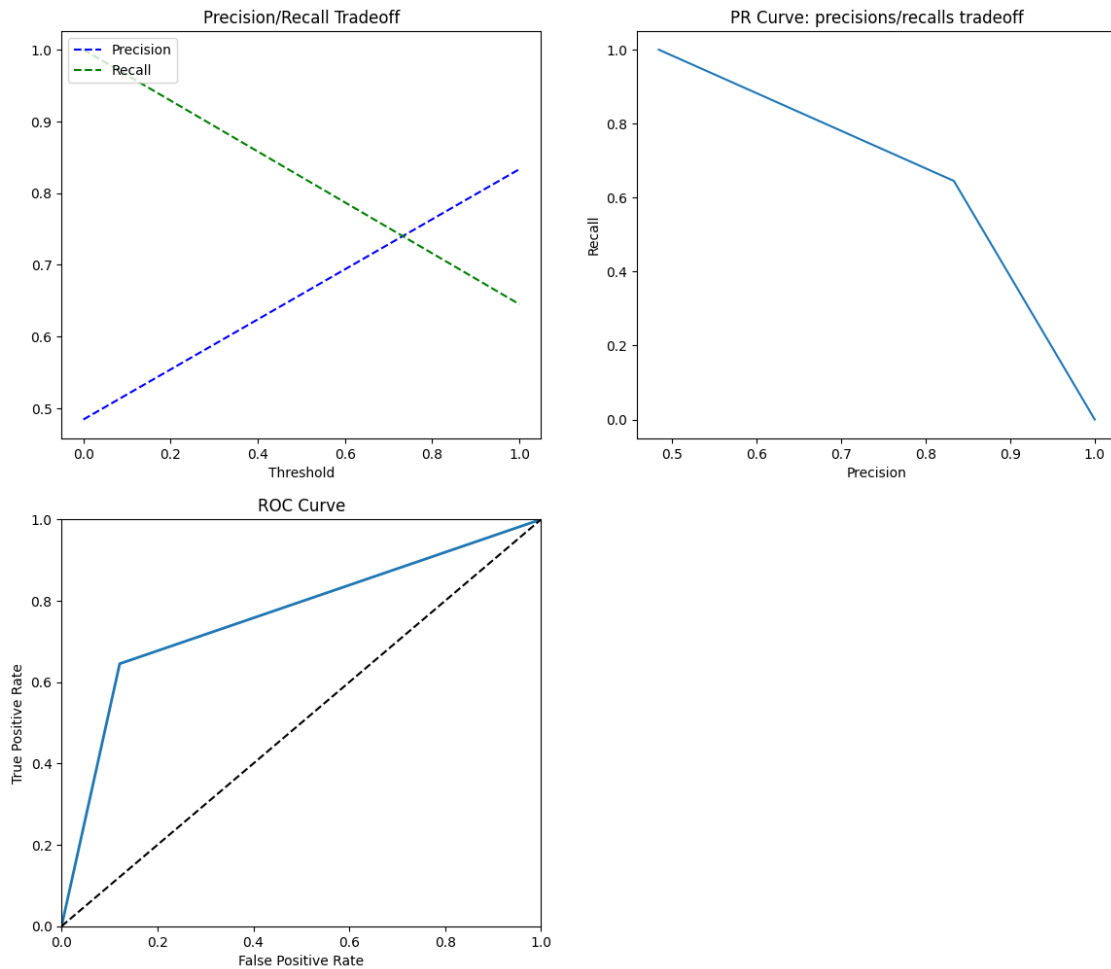 Precision/Recall Tradeoff
1.0
0.9
0.8
0.7
0.6
0.5
Precision
Recall
0.0 0.2 0.4 0.6 0.8 1.0
Threshold
PR Curve: precisions/recalls tradeoff
Recall
1.0
0.8
0.6
0.4
0.2
0.0
0.5 0.6 0.7 0.8 0.9 1.0
Precision
ROC Curve
True Positive Rate
1.0
0.8
0.6
0.4
0.2
0.0
0.0 0.2 0.4 0.6 0.8 1.0
False Positive Rate